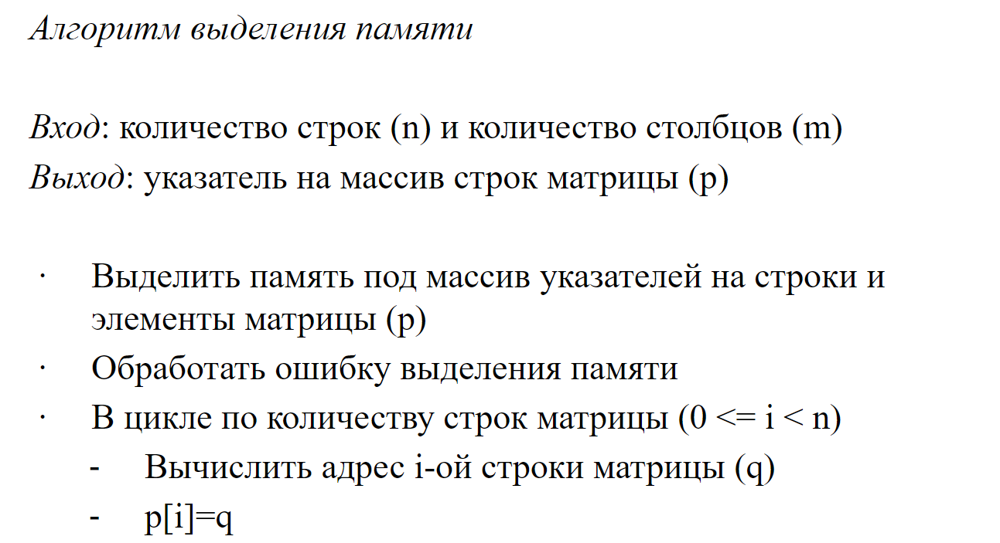 Алгоритм выделения памяти
Вход: количество строк (n) и количество столбцов (m)
Выход: указатель на массив строк матрицы (p)
· Выделить память под массив указателей на строки и
элементы матрицы (p)
· Обработать ошибку выделения памяти
· В цикле по количеству строк матрицы (0 <= i < n)
- Вычислить адрес i-ой строки матрицы (q)
- p[i]=q